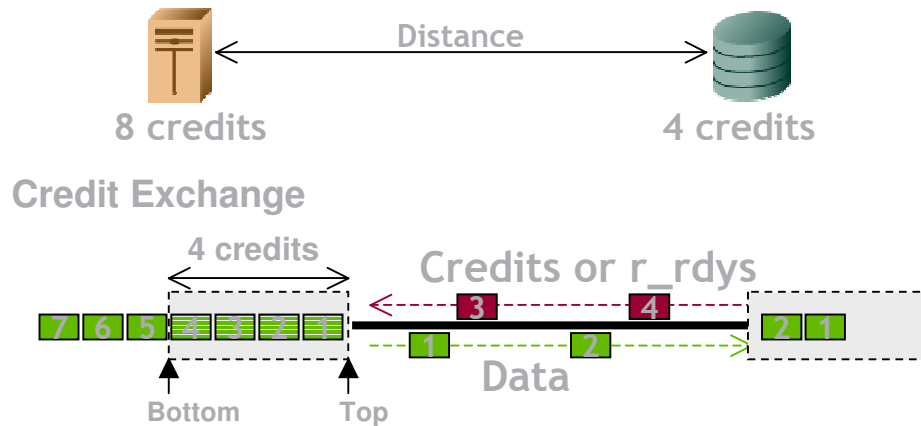 Distance
8 credits
4 credits
Credit Exchange
4 credits
Credits or r_rdys
3
4
7 6 5 4 3 2 1
2 1
1
2
Data
Bottom
Top